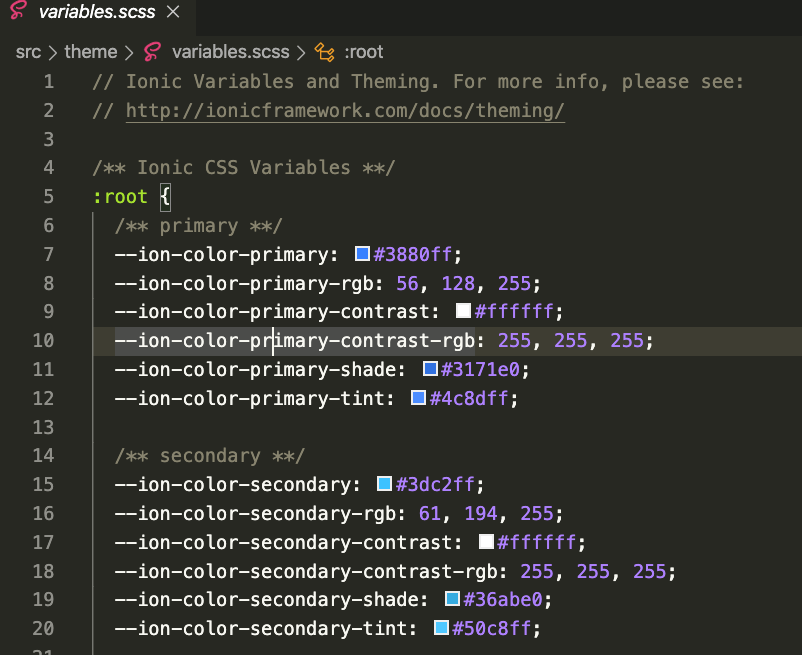 variables.scss ×
src > theme > variables.scss > :root
1 // Ionic Variables and Theming. For more info, please see:
2 // http://ionicframework.com/docs/theming/
3
4 /** Ionic CSS Variables **/
5 :root {
6 /** primary **/
7 --ion-color-primary: #3880ff;
8 --ion-color-primary-rgb: 56, 128, 255;
9 --ion-color-primary-contrast: #ffffff;
10 --ion-color-primary-contrast-rgb: 255, 255, 255;
11 --ion-color-primary-shade: #3171e0;
12 --ion-color-primary-tint: #4c8dff;
13
14 /** secondary **/
15 --ion-color-secondary: #3dc2ff;
16 --ion-color-secondary-rgb: 61, 194, 255;
17 --ion-color-secondary-contrast: #ffffff;
18 --ion-color-secondary-contrast-rgb: 255, 255, 255;
19 --ion-color-secondary-shade: #36abe0;
20 --ion-color-secondary-tint: #50c8ff;